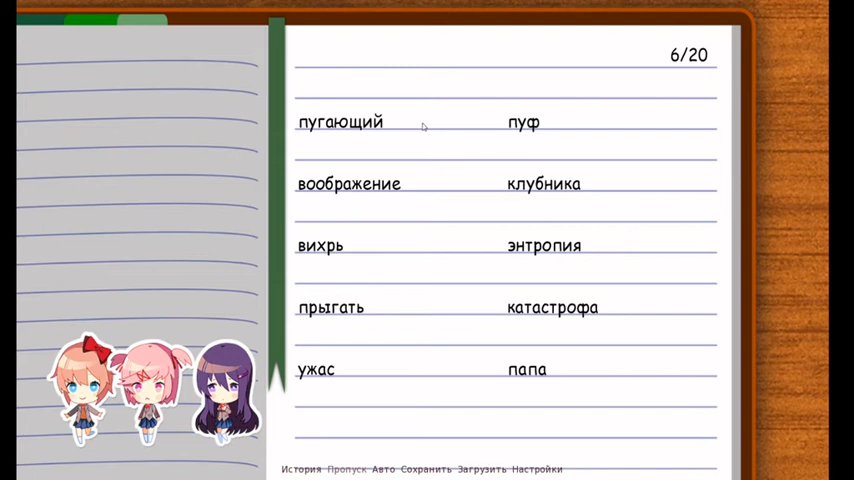 6/20
пугающий пуф
воображение клубника
вихрь энтропия
прыгать катастрофа
ужас папа
История Пропуск Авто Сохранить Загрузить Настройки